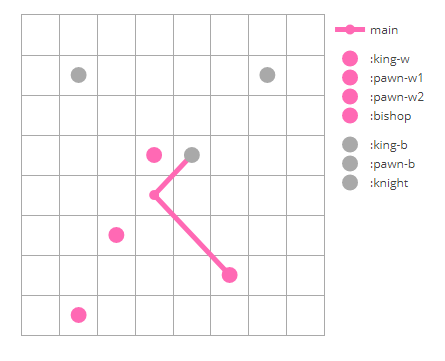 main
:king-w
:pawn-w1
:pawn-w2
:bishop
:king-b
:pawn-b
:knight